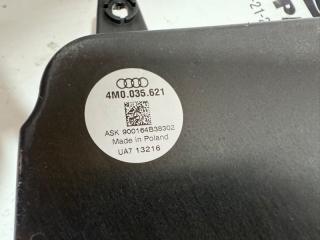 4M0.035.621
ASK 900164B38302
Made in Poland
UA7 13216